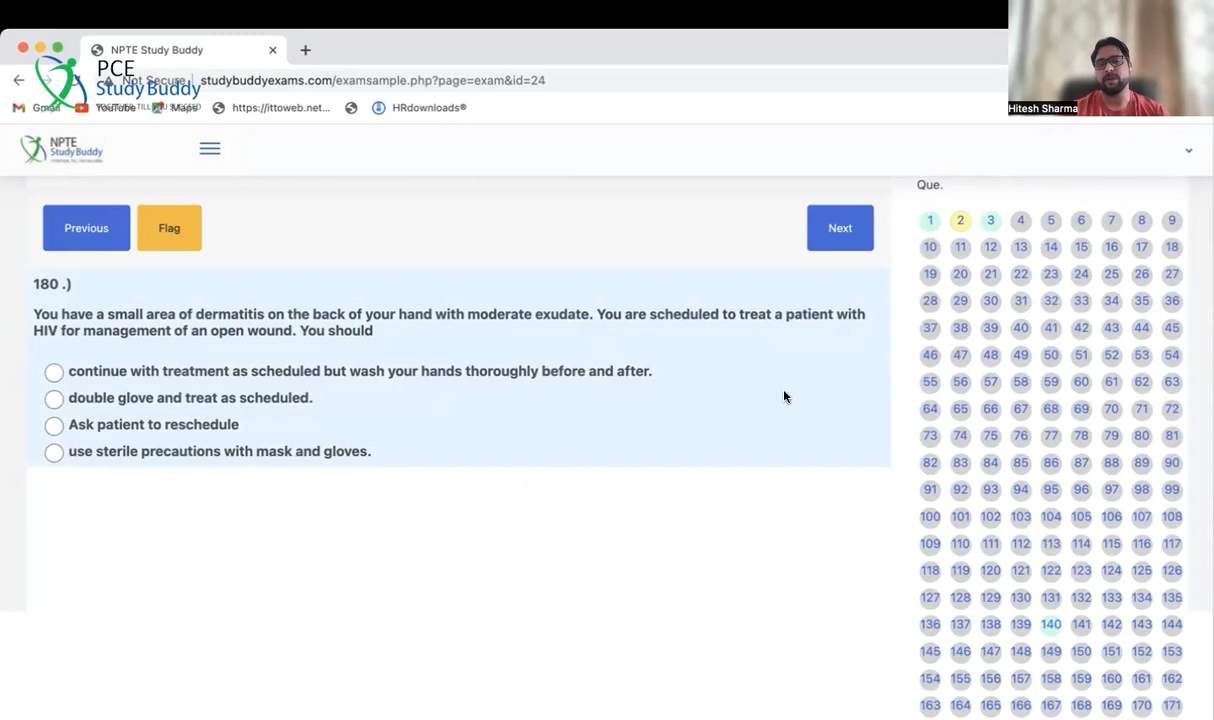 NPTE Study Buddy
PCE
StudyBuddy
Not Secure studybuddyexams.com/examsample.php?page=exam&id=24
Gmail YouTube Maps https://ittoweb.net... HRdownloads®
Hitesh Sharma
NPTE
StudyBuddy
Que.
Previous Flag Next
1 2 3 4 5 6 7 8 9
10 11 12 13 14 15 16 17 18
19 20 21 22 23 24 25 26 27
28 29 30 31 32 33 34 35 36
37 38 39 40 41 42 43 44 45
46 47 48 49 50 51 52 53 54
55 56 57 58 59 60 61 62 63
64 65 66 67 68 69 70 71 72
73 74 75 76 77 78 79 80 81
82 83 84 85 86 87 88 89 90
91 92 93 94 95 96 97 98 99
100 101 102 103 104 105 106 107 108
109 110 111 112 113 114 115 116 117
118 119 120 121 122 123 124 125 126
127 128 129 130 131 132 133 134 135
136 137 138 139 140 141 142 143 144
145 146 147 148 149 150 151 152 153
154 155 156 157 158 159 160 161 162
163 164 165 166 167 168 169 170 171
180 .)
You have a small area of dermatitis on the back of your hand with moderate exudate. You are scheduled to treat a patient with
HIV for management of an open wound. You should
continue with treatment as scheduled but wash your hands thoroughly before and after.
double glove and treat as scheduled.
Ask patient to reschedule
use sterile precautions with mask and gloves.